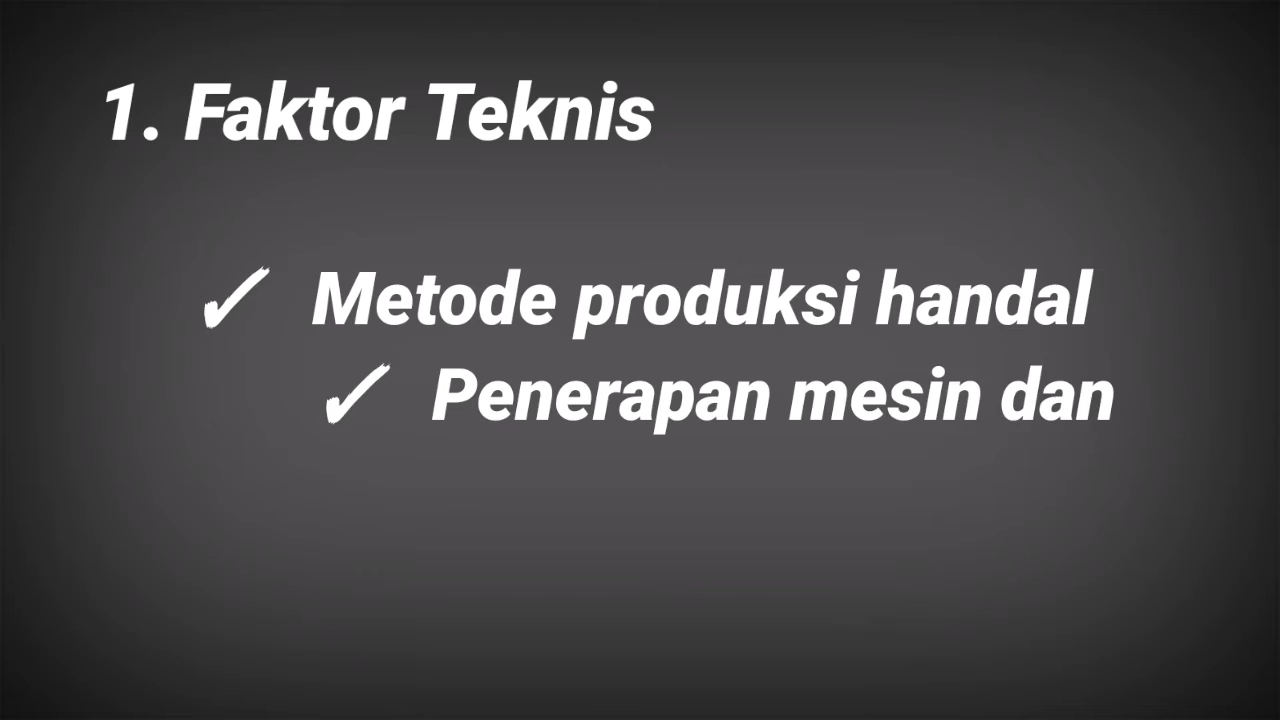 1. Faktor Teknis
✓ Metode produksi handal
✓ Penerapan mesin dan